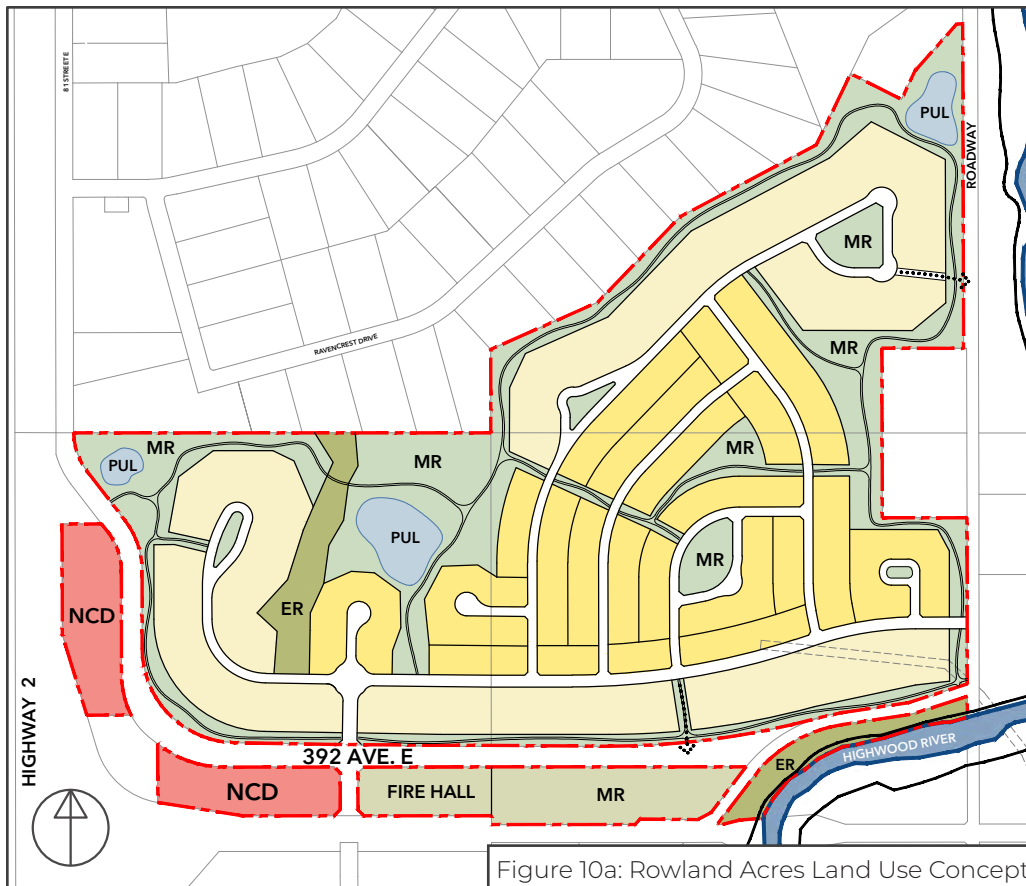 81 STREET E
PUL
ROADWAY
MR
MR
RAVENCREST DRIVE
MR
PUL
MR
MR
PUL
MR
ER
NCD
HIGHWAY 2
392 AVE. E
HIGHWOOD RIVER
ER
NCD
FIRE HALL
MR
Figure 10a: Rowland Acres Land Use Concept